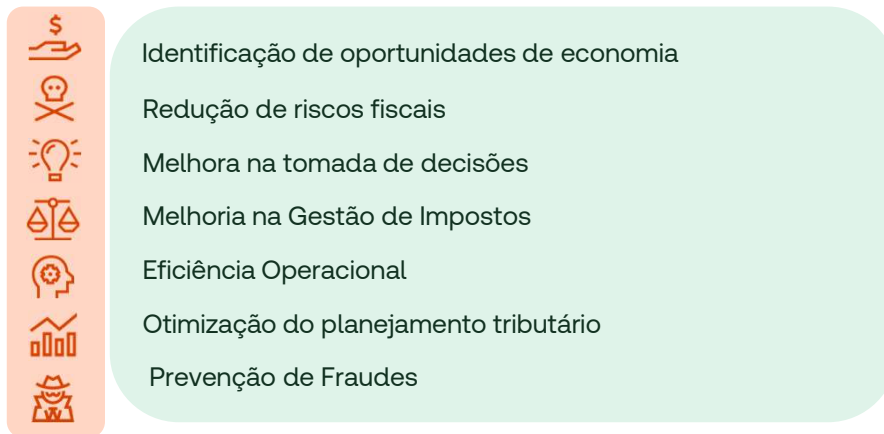 $
Identificação de oportunidades de economia
Redução de riscos fiscais
Melhora na tomada de decisões
Melhoria na Gestão de Impostos
Eficiência Operacional
Otimização do planejamento tributário
Prevenção de Fraudes